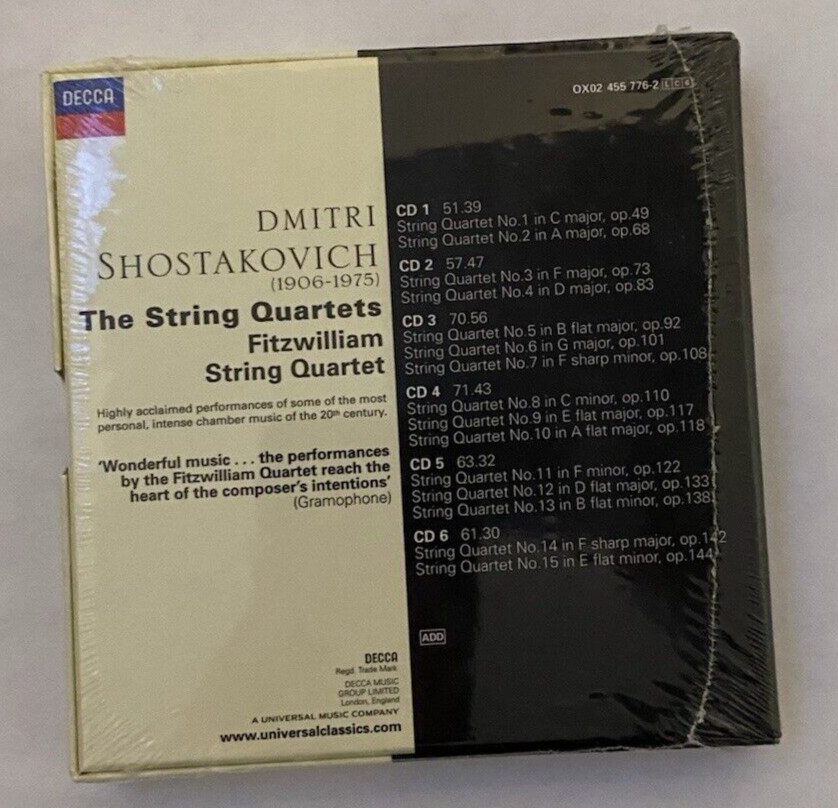 DECCA
OX02 455 776-2 LC 6
DMITRI
SHOSTAKOVICH
(1906-1975)
The String Quartets
Fitzwilliam
String Quartet
Highly acclaimed performances of some of the most
personal, intense chamber music of the 20th century.
‘Wonderful music ... the performances
by the Fitzwilliam Quartet reach the
heart of the composer's intentions’
(Gramophone)
DECCA
Regd. Trade Mark
DECCA MUSIC
GROUP LIMITED
London, England
A UNIVERSAL MUSIC COMPANY
www.universalclassics.com
CD 1 51.39
String Quartet No.1 in C major, op.49
String Quartet No.2 in A major, op.68
CD 2 57.47
String Quartet No.3 in F major, op.73
String Quartet No.4 in D major, op.83
CD 3 70.56
String Quartet No.5 in B flat major, op.92
String Quartet No.6 in G major, op.101
String Quartet No.7 in F sharp minor, op.108
CD 4 71.43
String Quartet No.8 in C minor, op.110
String Quartet No.9 in E flat major, op.117
String Quartet No.10 in A flat major, op.118
CD 5 63.32
String Quartet No.11 in F minor, op.122
String Quartet No.12 in D flat major, op.133
String Quartet No.13 in B flat minor, op.138
CD 6 61.30
String Quartet No.14 in F sharp major, op.142
String Quartet No.15 in E flat minor, op.144
ADD